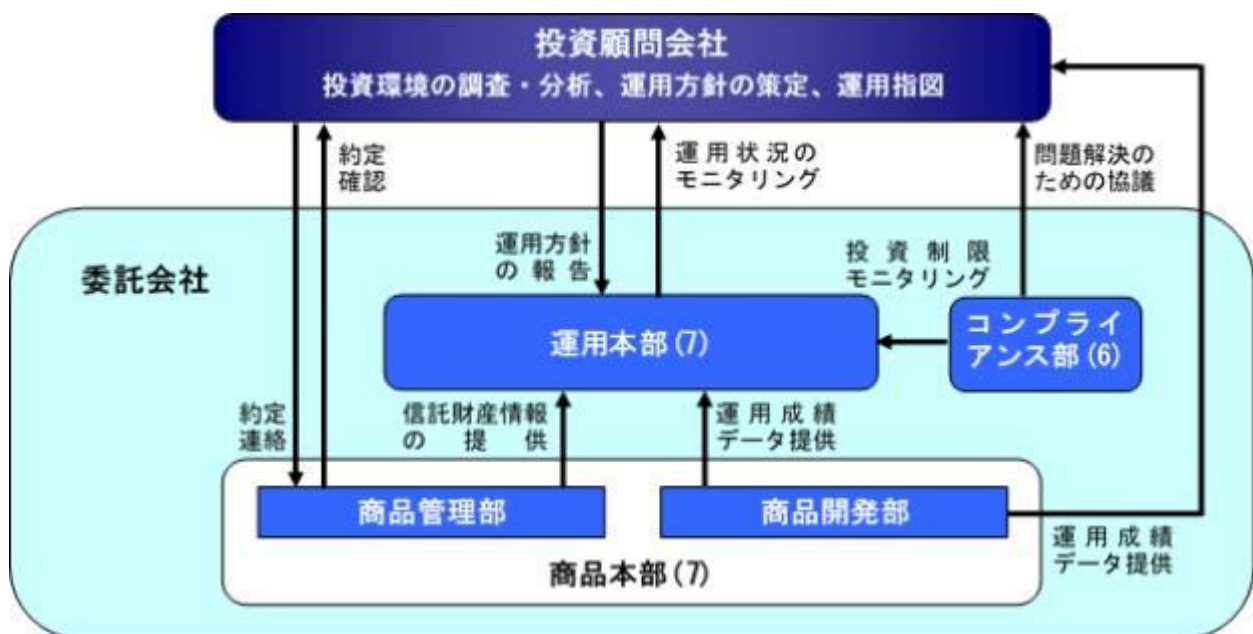 投資顧問会社
投資環境の調査・分析、運用方針の策定、運用指図
約定
確認
運用状況の
モニタリング
問題解決の
ための協議
委託会社
運用方針
の報告
投資制限
モニタリング
運用本部(7)
コンプライ
アンス部(6)
約定
連絡
信託財産情報
の提供
運用成績
データ提供
商品管理部
商品開発部
運用成績
データ提供
商品本部(7)